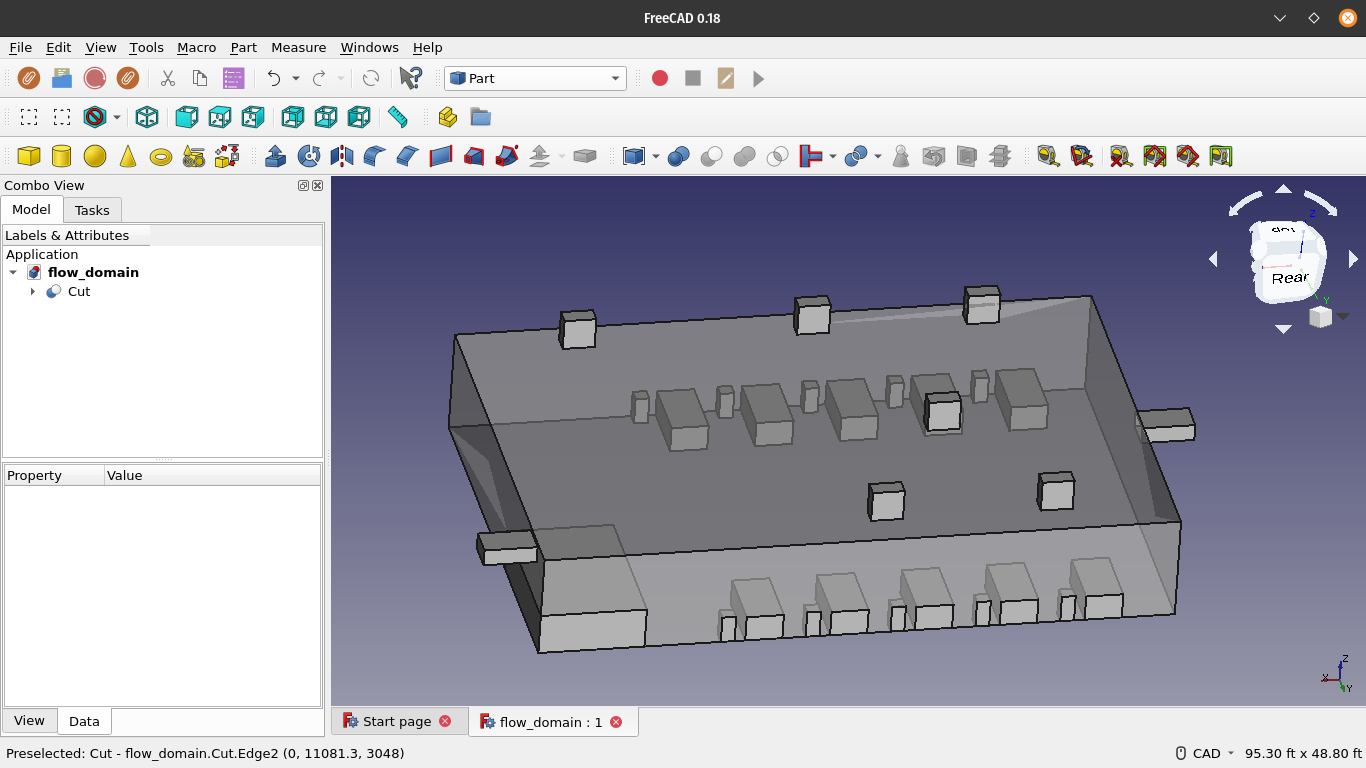 FreeCAD 0.18
File Edit View Tools Macro Part Measure Windows Help
Part
Combo View
Model Tasks
Labels & Attributes
Application
flow_domain
Cut
Property Value
View Data
Z
Rear
Y
Z
X
Y
Start page flow_domain : 1
Preselected: Cut - flow_domain.Cut.Edge2 (0, 11081.3, 3048) CAD 95.30 ft x 48.80 ft